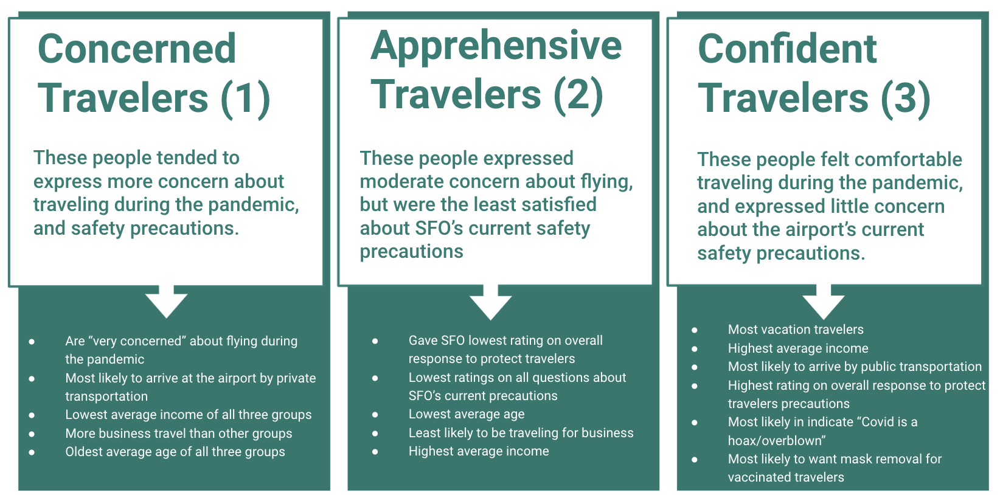 Concerned
Travelers (1)
These people tended to
express more concern about
traveling during the pandemic,
and safety precautions.
● Are “very concerned” about flying during
the pandemic
● Most likely to arrive at the airport by private
transportation
● Lowest average income of all three groups
● More business travel than other groups
● Oldest average age of all three groups
Apprehensive
Travelers (2)
These people expressed
moderate concern about flying,
but were the least satisfied
about SFO’s current safety
precautions
● Gave SFO lowest rating on overall
response to protect travelers
● Lowest ratings on all questions about
SFO’s current precautions
● Lowest average age
● Least likely to be traveling for business
● Highest average income
Confident
Travelers (3)
These people felt comfortable
traveling during the pandemic,
and expressed little concern
about the airport’s current
safety precautions.
● Most vacation travelers
● Highest average income
● Most likely to arrive by public transportation
● Highest rating on overall response to protect
travelers precautions
● Most likely in indicate “Covid is a
hoax/overblown”
● Most likely to want mask removal for
vaccinated travelers